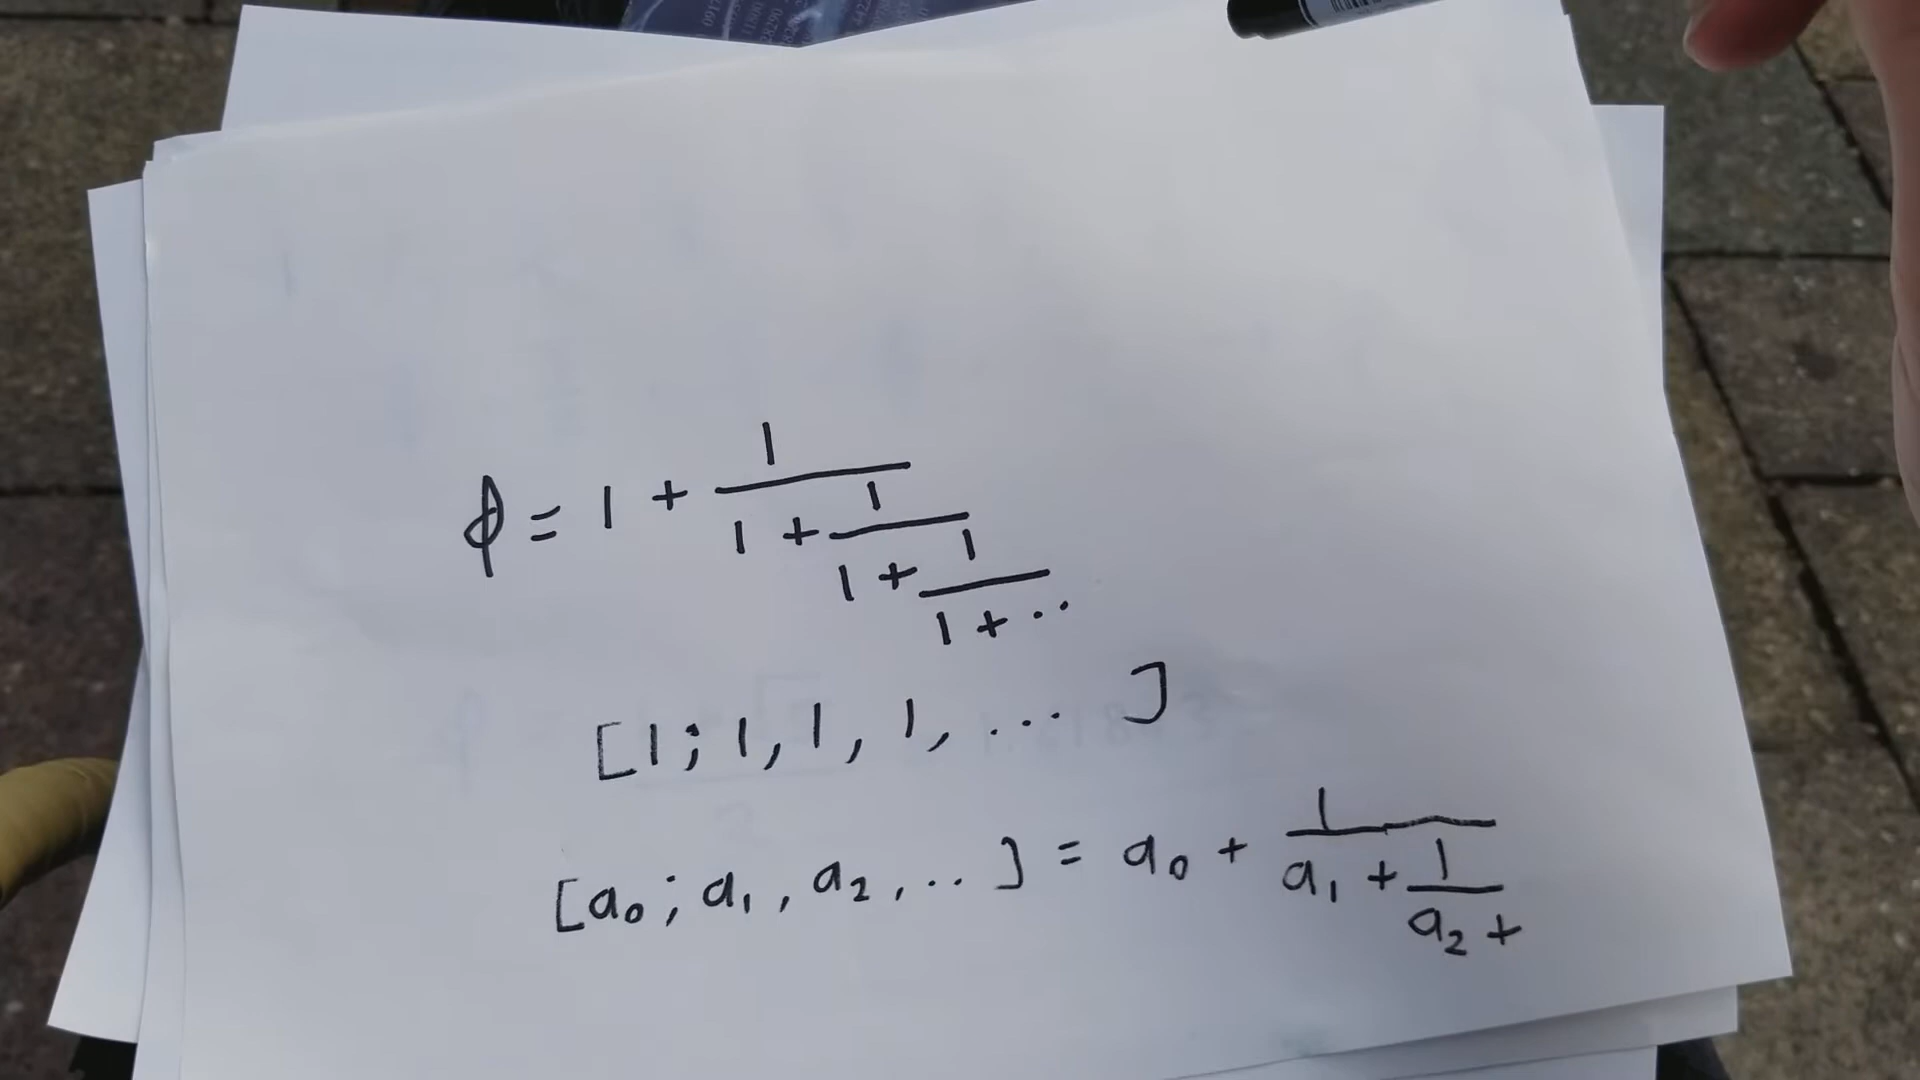 ϕ = 1 + 1/(1 + 1/(1 + 1/(1 + ..
[1; 1, 1, 1, ... ]
[a₀; a₁, a₂, .. ] = a₀ + 1/(a₁ + 1/(a₂ +